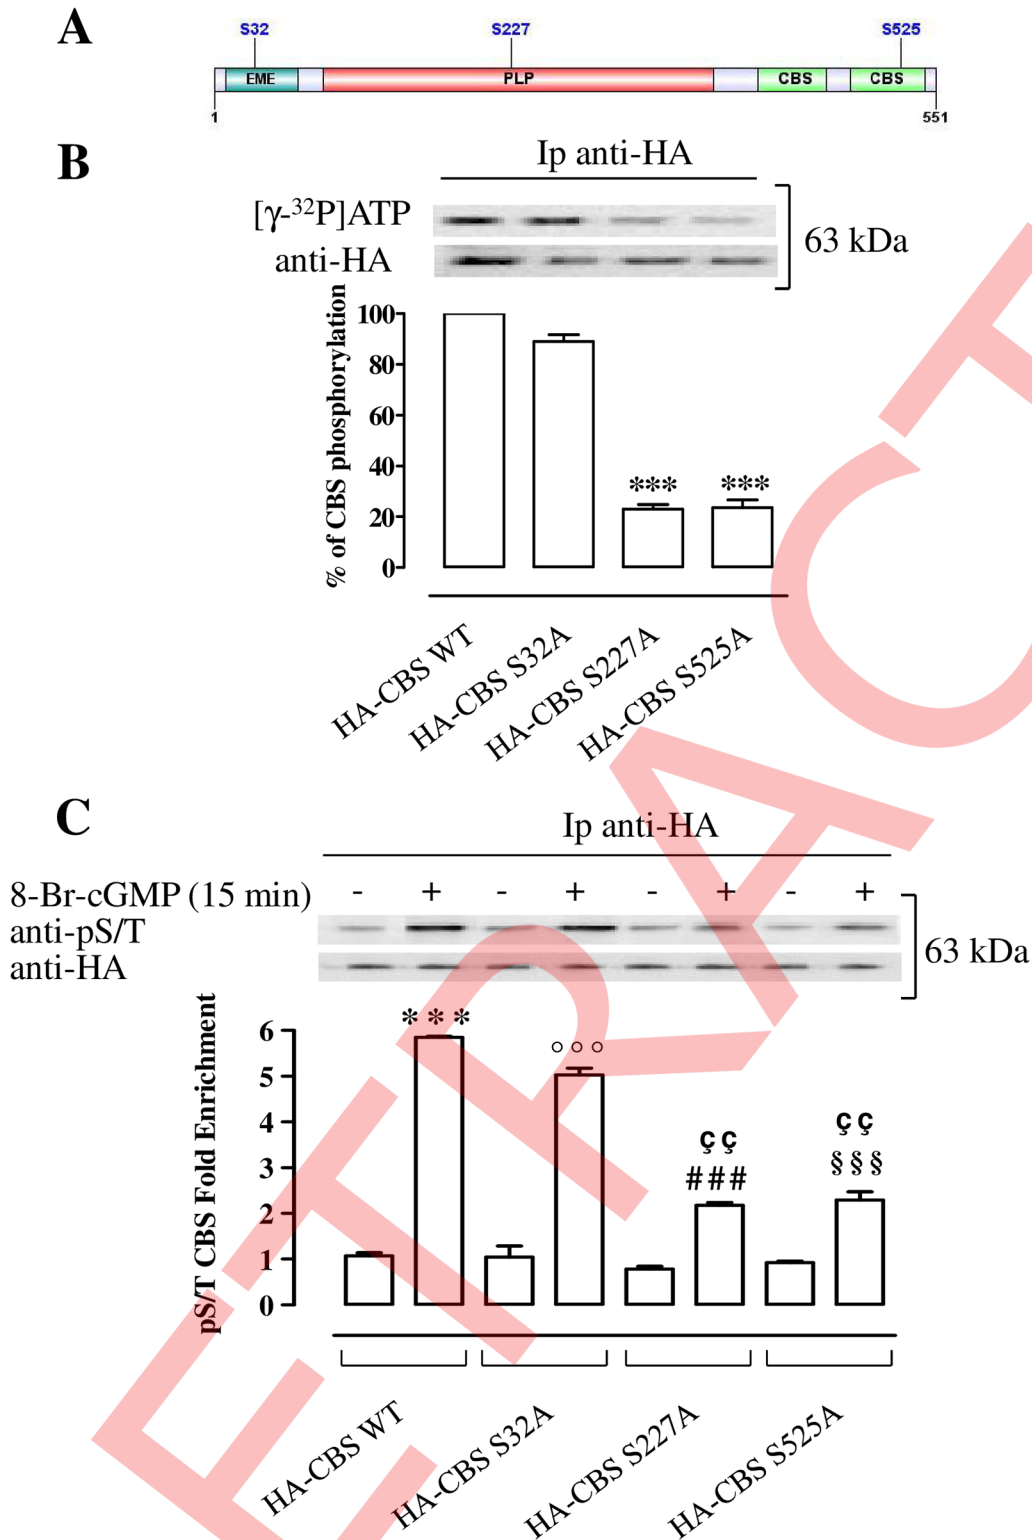 A
S32 S227 S525
EME PLP CBS CBS
1 551
B
Ip anti-HA
[γ-³²P]ATP
anti-HA
63 kDa
% of CBS phosphorylation
100
80
60
40
20
0
*** ***
HA-CBS WT
HA-CBS S32A
HA-CBS S227A
HA-CBS S525A
C
Ip anti-HA
8-Br-cGMP (15 min) - + - + - + - +
anti-pS/T
anti-HA
63 kDa
pS/T CBS Fold Enrichment
6
5
4
3
2
1
0
***
°°°
çç
###
çç
§§§
HA-CBS WT
HA-CBS S32A
HA-CBS S227A
HA-CBS S525A
ETRACT